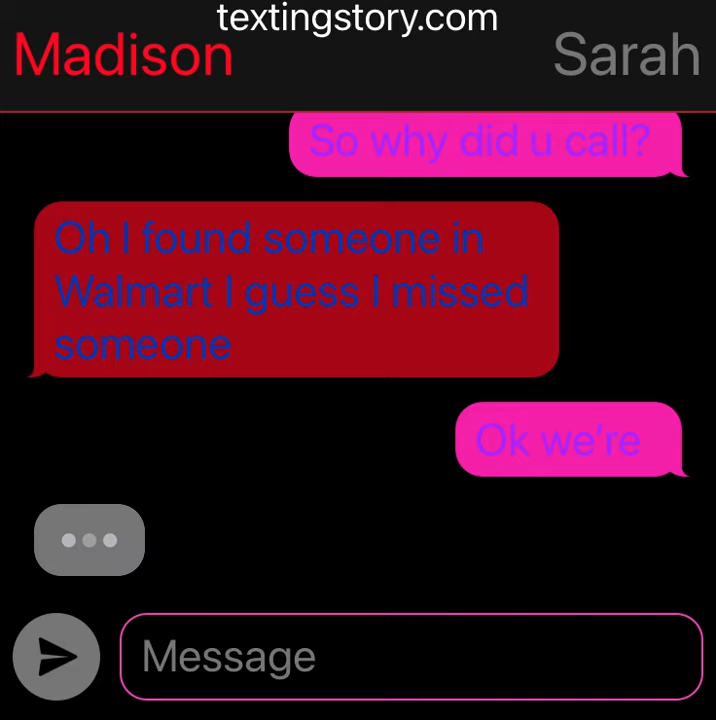 textingstory.com
Madison Sarah
So why did u call?
Oh I found someone in
Walmart I guess I missed
someone
Ok we're
Message